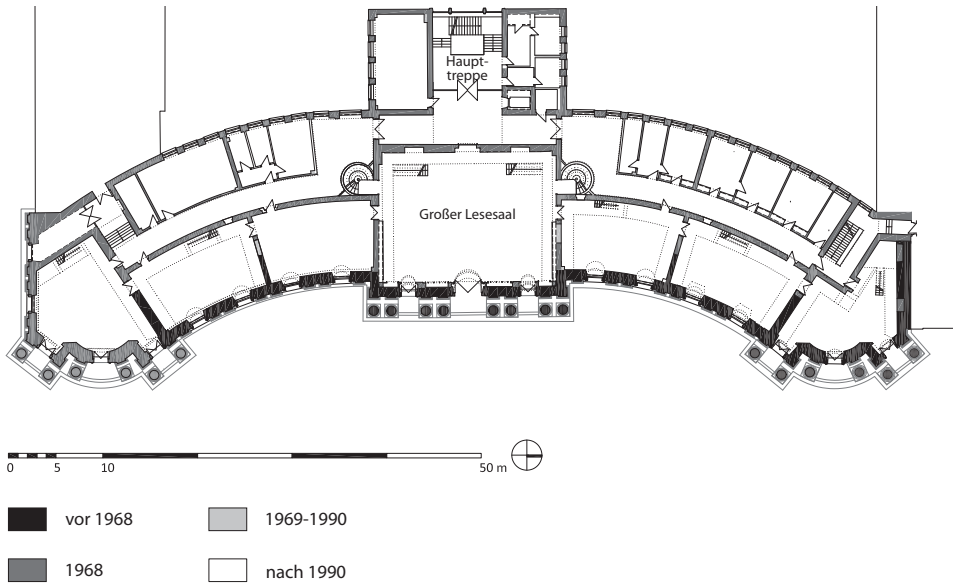 Haupt-
treppe
Großer Lesesaal
0 5 10 50 m
vor 1968
1969-1990
1968
nach 1990